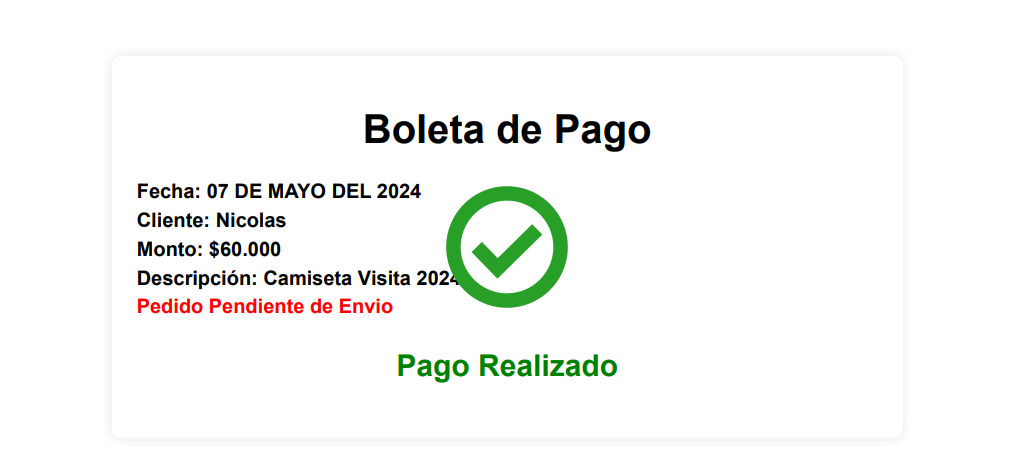 Boleta de Pago
Fecha: 07 DE MAYO DEL 2024
Cliente: Nicolas
Monto: $60.000
Descripción: Camiseta Visita 2024
Pedido Pendiente de Envio
Pago Realizado